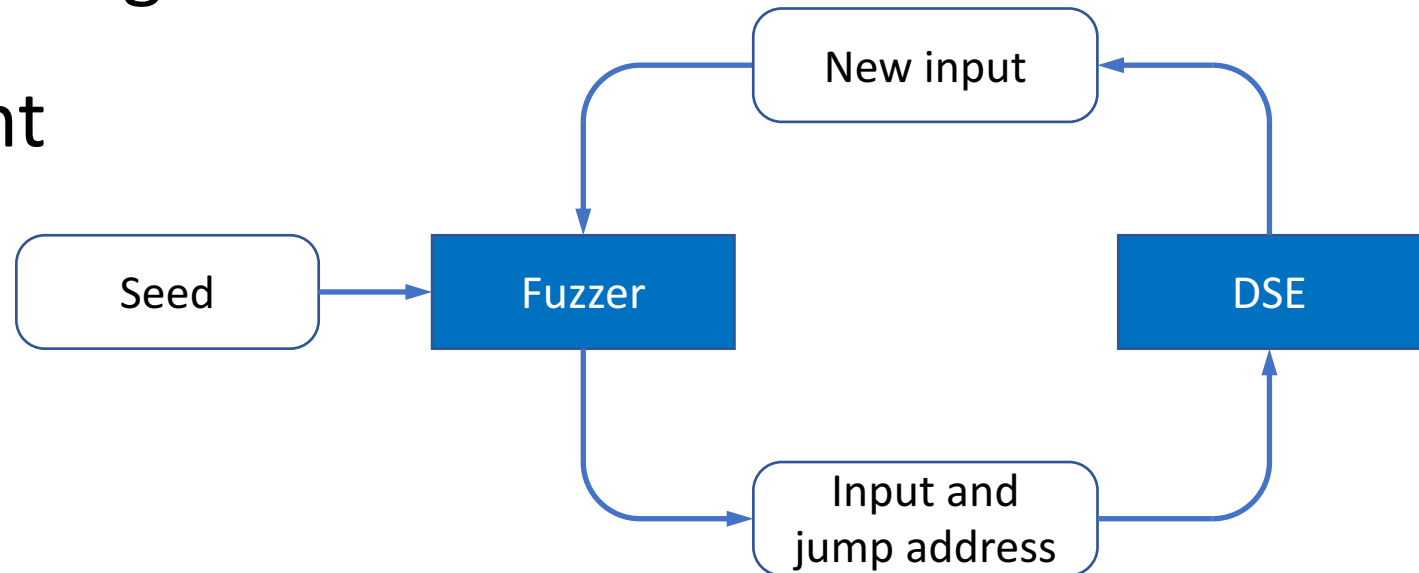 New input
Seed
Fuzzer
DSE
Input and
jump address